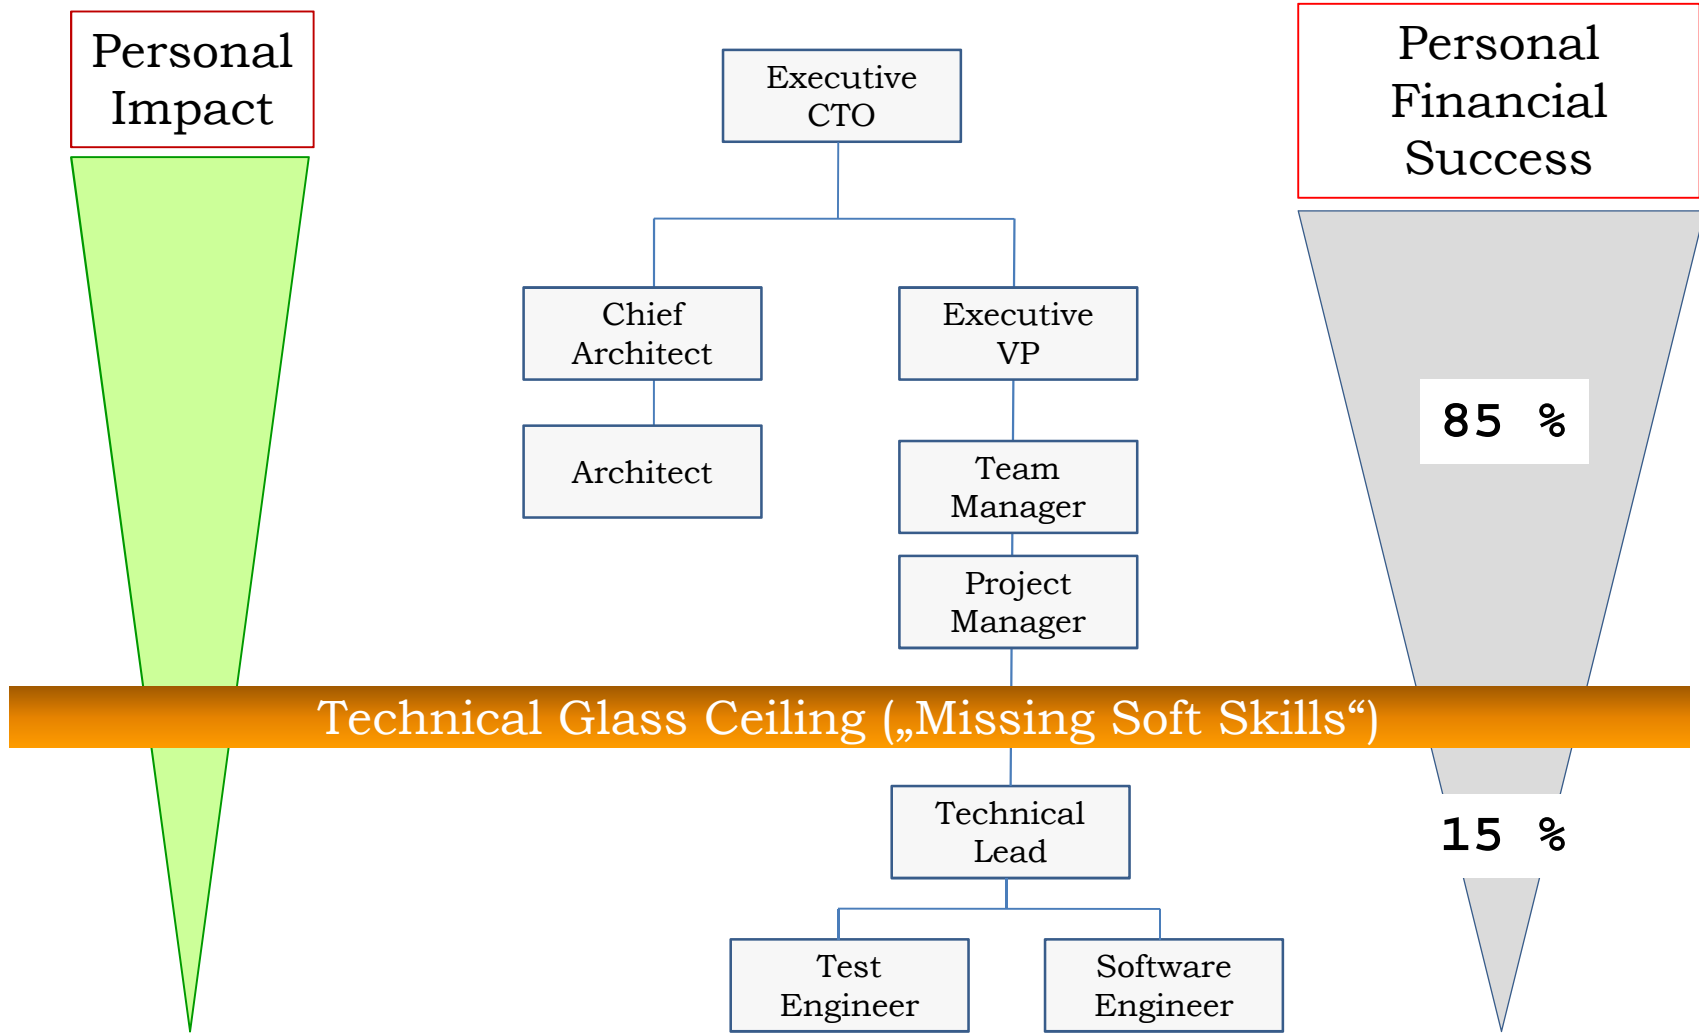 Personal
Impact
Executive
CTO
Personal
Financial
Success
Chief
Architect
Executive
VP
85 %
Architect
Team
Manager
Project
Manager
Technical Glass Ceiling („Missing Soft Skills“)
Technical
Lead
15 %
Test
Engineer
Software
Engineer